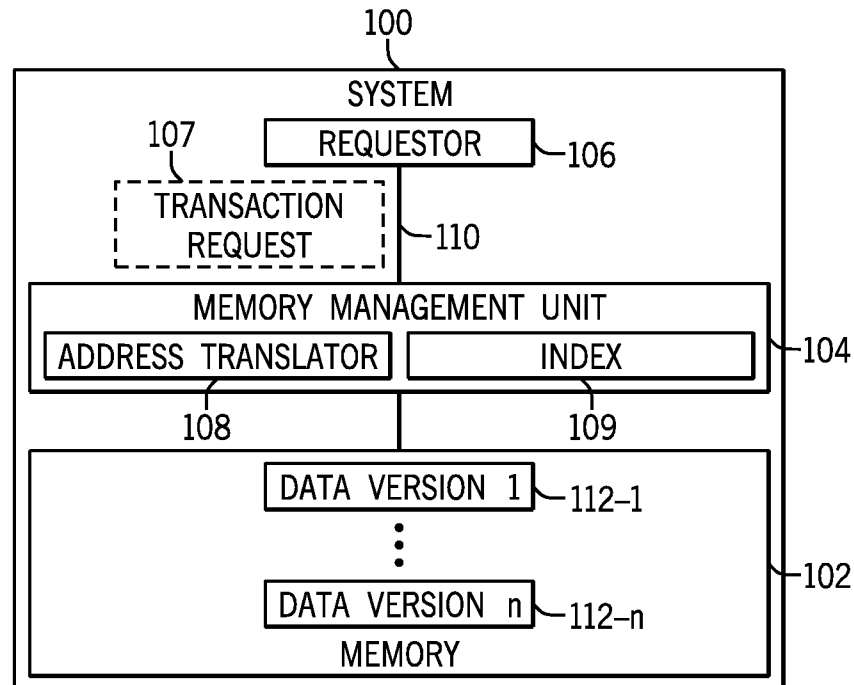 100
SYSTEM
107
REQUESTOR
106
TRANSACTION
REQUEST
110
MEMORY MANAGEMENT UNIT
ADDRESS TRANSLATOR
INDEX
104
108
109
DATA VERSION 1
112-1
102
DATA VERSION n
112-n
MEMORY